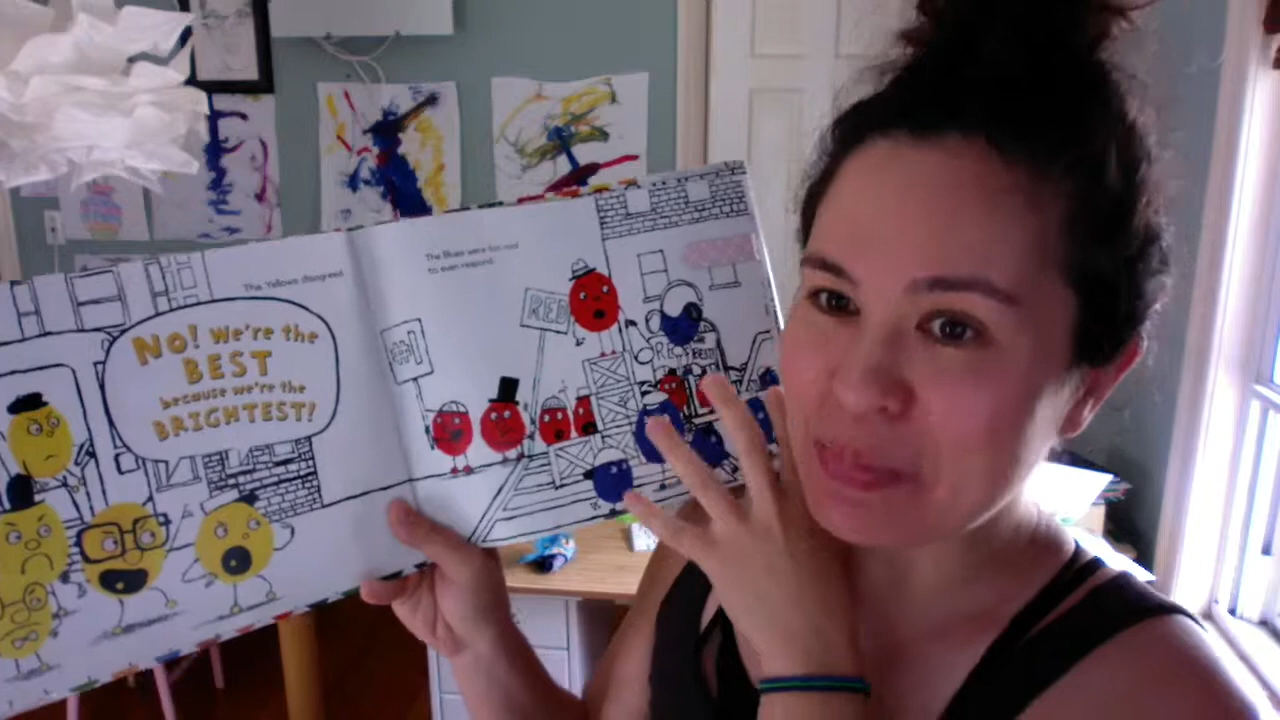 The Yellows disagreed.
NO! We're the
BEST
because we're the
BRIGHTEST!
The Blues were too cool
to even respond.
#1
RED